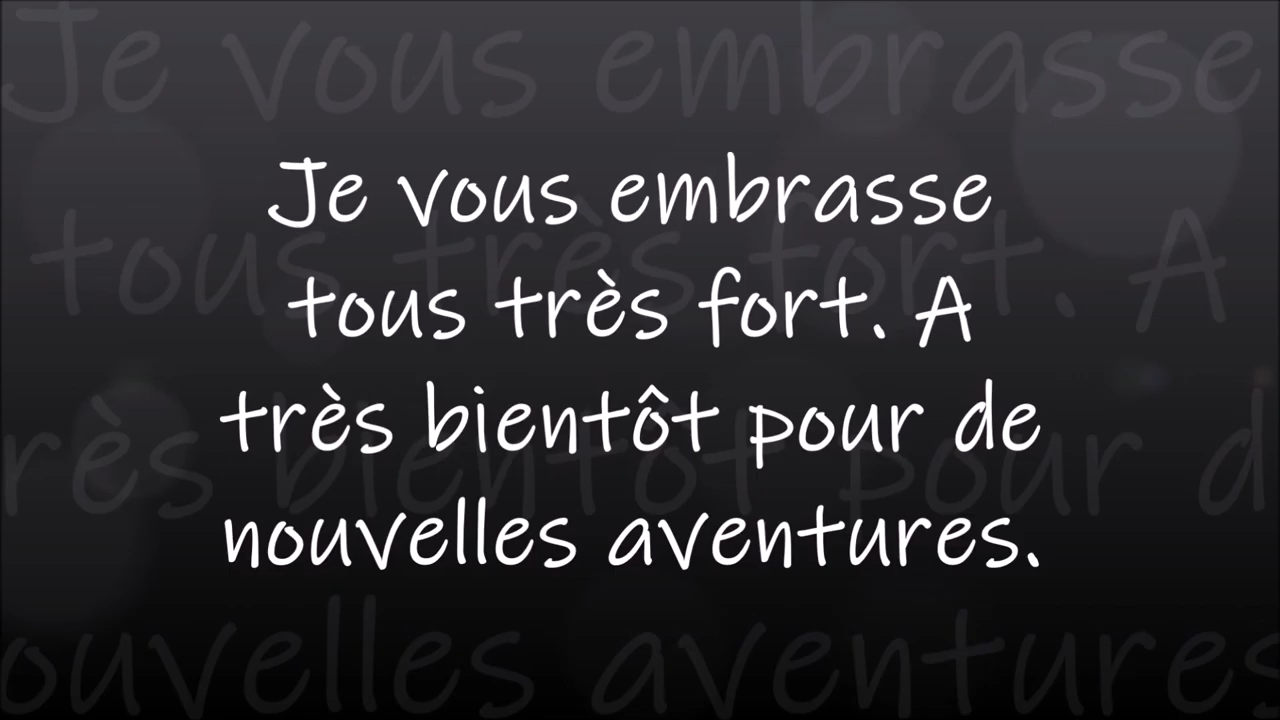 Je vous embrasse
tous très fort. A
très bientôt pour de
nouvelles aventures.